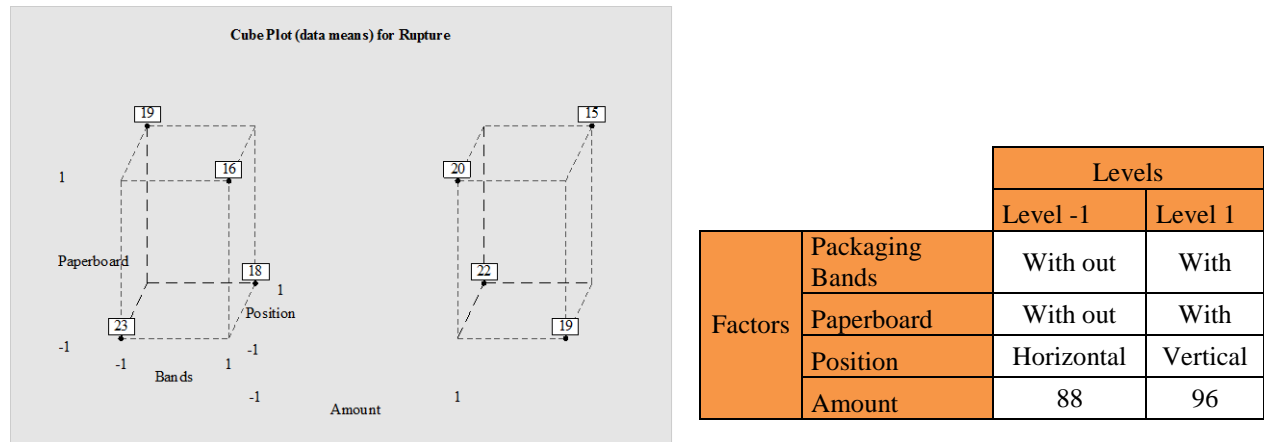 Cube Plot (data means) for Rupture
19
15
16
20
1
Paperboard
18
22
1
Position
23
19
-1
-1
1
-1
Bands
-1
1
Amount
Levels
Level -1
Level 1
Factors
Packaging
Bands
With out
With
Paperboard
With out
With
Position
Horizontal
Vertical
Amount
88
96